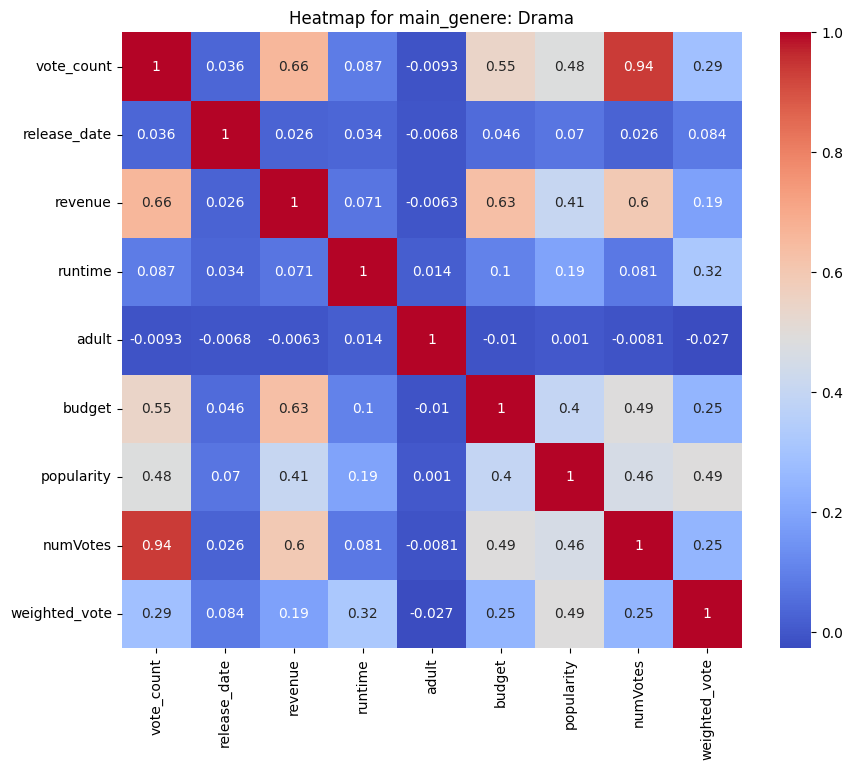 Heatmap for main_genere: Drama
vote_count 1 0.036 0.66 0.087 -0.0093 0.55 0.48 0.94 0.29
release_date 0.036 1 0.026 0.034 -0.0068 0.046 0.07 0.026 0.084
revenue 0.66 0.026 1 0.071 -0.0063 0.63 0.41 0.6 0.19
runtime 0.087 0.034 0.071 1 0.014 0.1 0.19 0.081 0.32
adult -0.0093 -0.0068 -0.0063 0.014 1 -0.01 0.001 -0.0081 -0.027
budget 0.55 0.046 0.63 0.1 -0.01 1 0.4 0.49 0.25
popularity 0.48 0.07 0.41 0.19 0.001 0.4 1 0.46 0.49
numVotes 0.94 0.026 0.6 0.081 -0.0081 0.49 0.46 1 0.25
weighted_vote 0.29 0.084 0.19 0.32 -0.027 0.25 0.49 0.25 1
vote_count release_date revenue runtime adult budget popularity numVotes weighted_vote
1.0
0.8
0.6
0.4
0.2
0.0